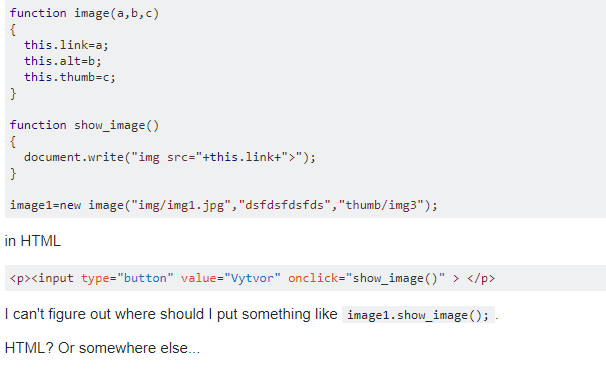 function image(a,b,c)
{
  this.link=a;
  this.alt=b;
  this.thumb=c;
}

function show_image()
{
  document.write("img src="+this.link+">");
}

image1=new image("img/img1.jpg","dsfdsfdsfds","thumb/img3");
in HTML
<p><input type="button" value="Vytvor" onclick="show_image()" > </p>
I can't figure out where should I put something like image1.show_image(); .
HTML? Or somewhere else...